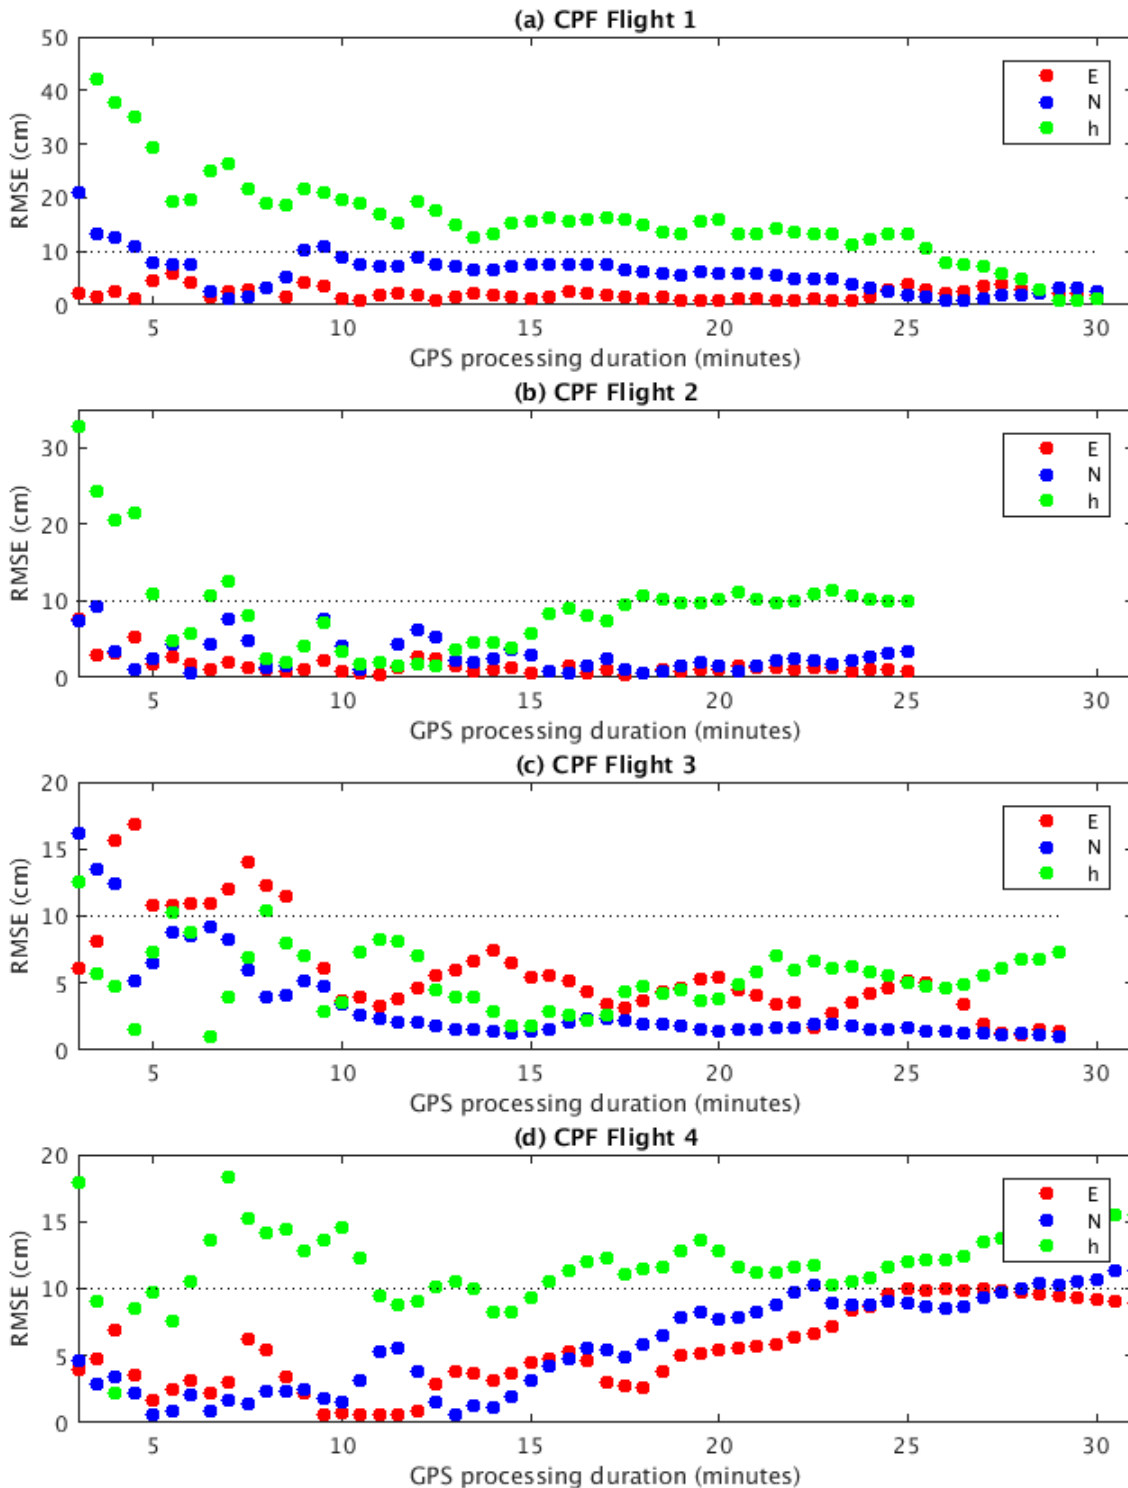 (a) CPF Flight 1
50
40
30
20
10
0
RMSE (cm)
E
N
h
5 10 15 20 25 30
GPS processing duration (minutes)
(b) CPF Flight 2
30
20
10
0
RMSE (cm)
E
N
h
5 10 15 20 25 30
GPS processing duration (minutes)
(c) CPF Flight 3
20
15
10
5
0
RMSE (cm)
E
N
h
5 10 15 20 25 30
GPS processing duration (minutes)
(d) CPF Flight 4
20
15
10
5
0
RMSE (cm)
E
N
h
5 10 15 20 25 30
GPS processing duration (minutes)